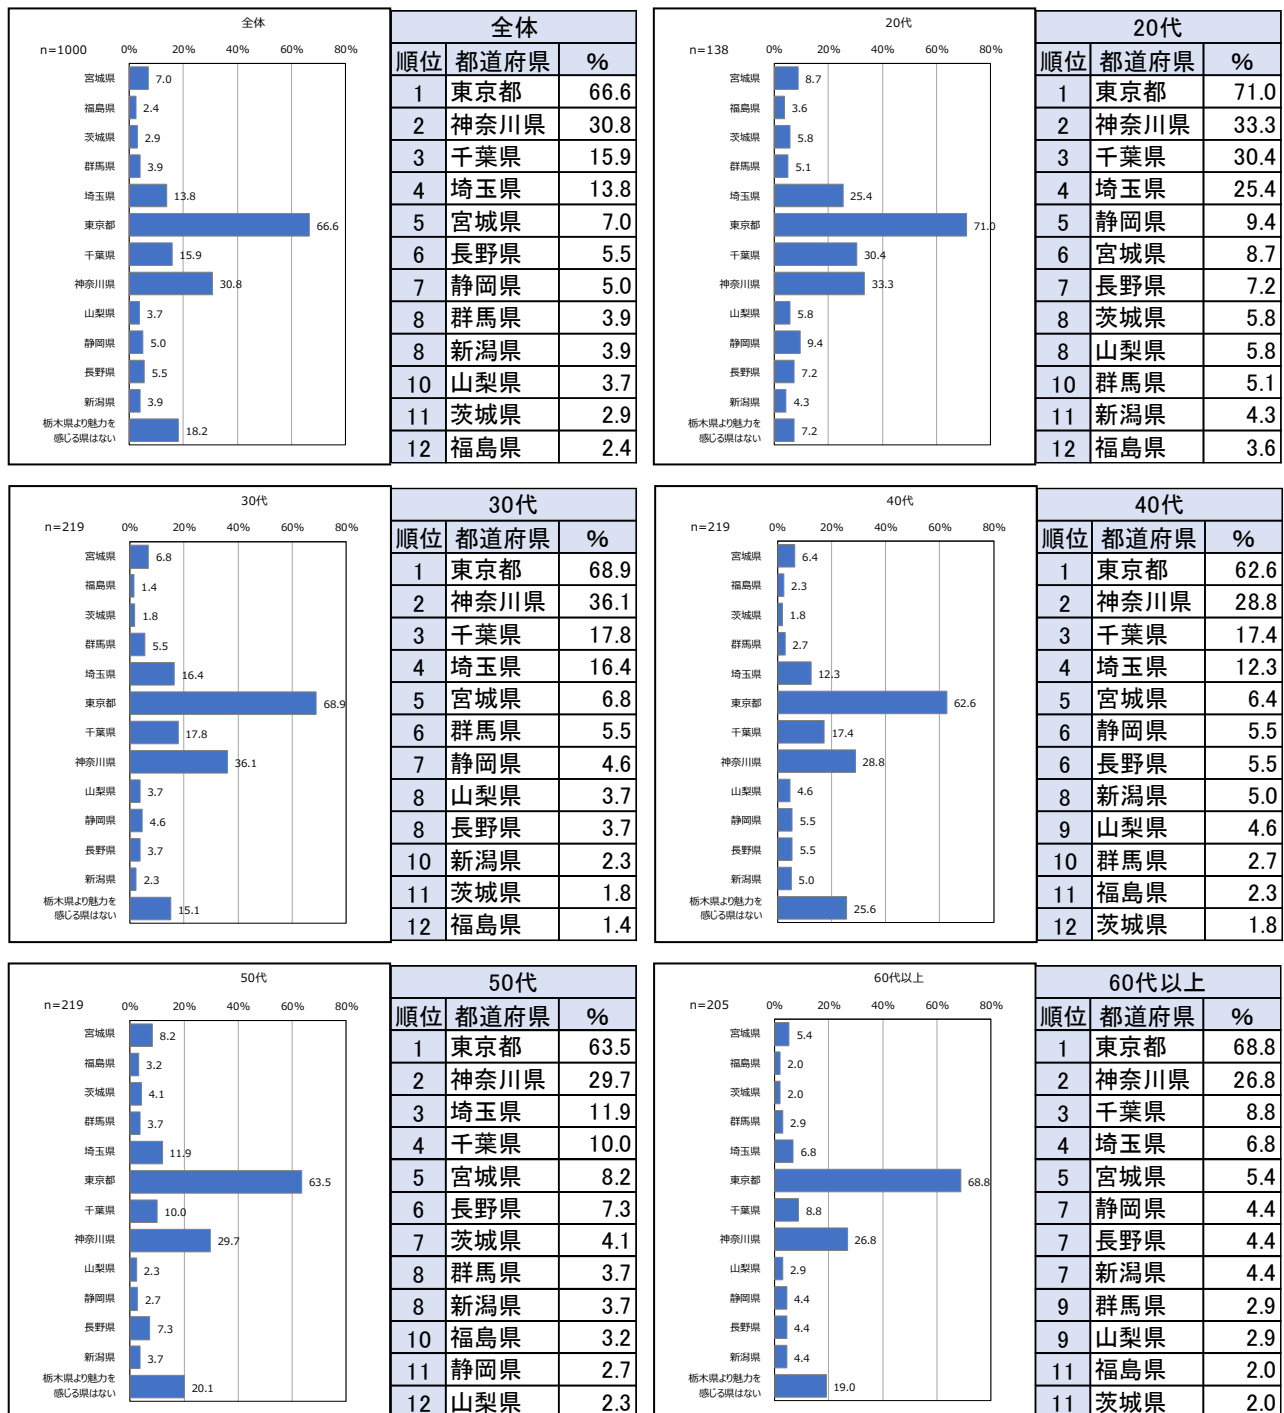 全体
n=1000 0% 20% 40% 60% 80%
宮城県 7.0
福島県 2.4
茨城県 2.9
群馬県 3.9
埼玉県 13.8
東京都 66.6
千葉県 15.9
神奈川県 30.8
山梨県 3.7
静岡県 5.0
長野県 5.5
新潟県 3.9
栃木県より魅力を
感じる県はない 18.2
全体
順位 都道府県 %
1 東京都 66.6
2 神奈川県 30.8
3 千葉県 15.9
4 埼玉県 13.8
5 宮城県 7.0
6 長野県 5.5
7 静岡県 5.0
8 群馬県 3.9
8 新潟県 3.9
10 山梨県 3.7
11 茨城県 2.9
12 福島県 2.4
20代
n=138 0% 20% 40% 60% 80%
宮城県 8.7
福島県 3.6
茨城県 5.8
群馬県 5.1
埼玉県 25.4
東京都 71.0
千葉県 30.4
神奈川県 33.3
山梨県 5.8
静岡県 9.4
長野県 7.2
新潟県 4.3
栃木県より魅力を
感じる県はない 7.2
20代
順位 都道府県 %
1 東京都 71.0
2 神奈川県 33.3
3 千葉県 30.4
4 埼玉県 25.4
5 静岡県 9.4
6 宮城県 8.7
7 長野県 7.2
8 茨城県 5.8
8 山梨県 5.8
10 群馬県 5.1
11 新潟県 4.3
12 福島県 3.6
30代
n=219 0% 20% 40% 60% 80%
宮城県 6.8
福島県 1.4
茨城県 1.8
群馬県 5.5
埼玉県 16.4
東京都 68.9
千葉県 17.8
神奈川県 36.1
山梨県 3.7
静岡県 4.6
長野県 3.7
新潟県 2.3
栃木県より魅力を
感じる県はない 15.1
30代
順位 都道府県 %
1 東京都 68.9
2 神奈川県 36.1
3 千葉県 17.8
4 埼玉県 16.4
5 宮城県 6.8
6 群馬県 5.5
7 静岡県 4.6
8 山梨県 3.7
8 長野県 3.7
10 新潟県 2.3
11 茨城県 1.8
12 福島県 1.4
40代
n=219 0% 20% 40% 60% 80%
宮城県 6.4
福島県 2.3
茨城県 1.8
群馬県 2.7
埼玉県 12.3
東京都 62.6
千葉県 17.4
神奈川県 28.8
山梨県 4.6
静岡県 5.5
長野県 5.5
新潟県 5.0
栃木県より魅力を
感じる県はない 25.6
40代
順位 都道府県 %
1 東京都 62.6
2 神奈川県 28.8
3 千葉県 17.4
4 埼玉県 12.3
5 宮城県 6.4
6 静岡県 5.5
6 長野県 5.5
8 新潟県 5.0
9 山梨県 4.6
10 群馬県 2.7
11 福島県 2.3
12 茨城県 1.8
50代
n=219 0% 20% 40% 60% 80%
宮城県 8.2
福島県 3.2
茨城県 4.1
群馬県 3.7
埼玉県 11.9
東京都 63.5
千葉県 10.0
神奈川県 29.7
山梨県 2.3
静岡県 2.7
長野県 7.3
新潟県 3.7
栃木県より魅力を
感じる県はない 20.1
50代
順位 都道府県 %
1 東京都 63.5
2 神奈川県 29.7
3 埼玉県 11.9
4 千葉県 10.0
5 宮城県 8.2
6 長野県 7.3
7 茨城県 4.1
8 群馬県 3.7
8 新潟県 3.7
10 福島県 3.2
11 静岡県 2.7
12 山梨県 2.3
60代以上
n=205 0% 20% 40% 60% 80%
宮城県 5.4
福島県 2.0
茨城県 2.0
群馬県 2.9
埼玉県 6.8
東京都 68.8
千葉県 8.8
神奈川県 26.8
山梨県 2.9
静岡県 4.4
長野県 4.4
新潟県 4.4
栃木県より魅力を
感じる県はない 19.0
60代以上
順位 都道府県 %
1 東京都 68.8
2 神奈川県 26.8
3 千葉県 8.8
4 埼玉県 6.8
5 宮城県 5.4
7 静岡県 4.4
7 長野県 4.4
7 新潟県 4.4
9 群馬県 2.9
9 山梨県 2.9
11 福島県 2.0
11 茨城県 2.0